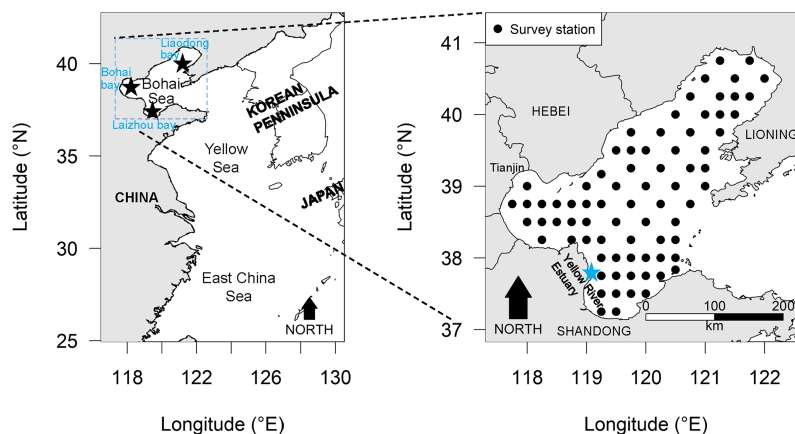 Latitude (°N)
40
35
30
25
Liaodong
bay
Bohai
bay
Bohai
Sea
Laizhou bay
KOREAN
PENNINSULA
Yellow
Sea
CHINA
JAPAN
East China
Sea
NORTH
118
122
126
130
Longitude (°E)
Latitude (°N)
41
40
39
38
37
Survey station
HEBEI
LIONING
Tianjin
Yellow River
Estuary
NORTH
SHANDONG
0
100
200
km
118
119
120
121
122
Longitude (°E)